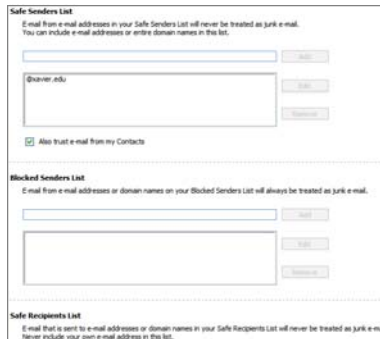 Safe Senders List
E-mail from e-mail addresses in your Safe Senders List will never be treated as junk e-mail.
You can include e-mail addresses or entire domain names in this list.
Add
@xavier.edu
Edit
Remove
Also trust e-mail from my Contacts
Blocked Senders List
E-mail from e-mail addresses or domain names on your Blocked Senders List will always be treated as junk e-mail.
Add
Edit
Remove
Safe Recipients List
E-mail that is sent to e-mail addresses or domain names in your Safe Recipients List will never be treated as junk e-m
Never include your own e-mail address in this list.